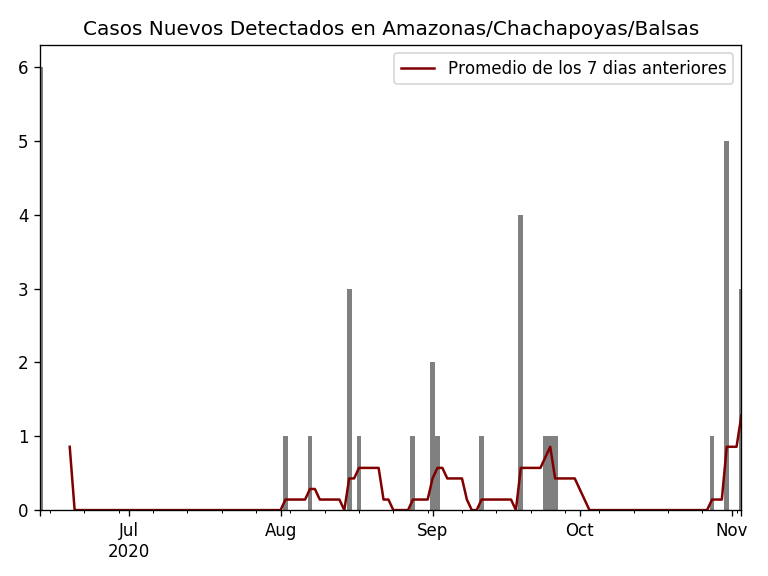 Casos Nuevos Detectados en Amazonas/Chachapoyas/Balsas
Promedio de los 7 dias anteriores
6
5
4
3
2
1
0
Jul
2020
Aug
Sep
Oct
Nov